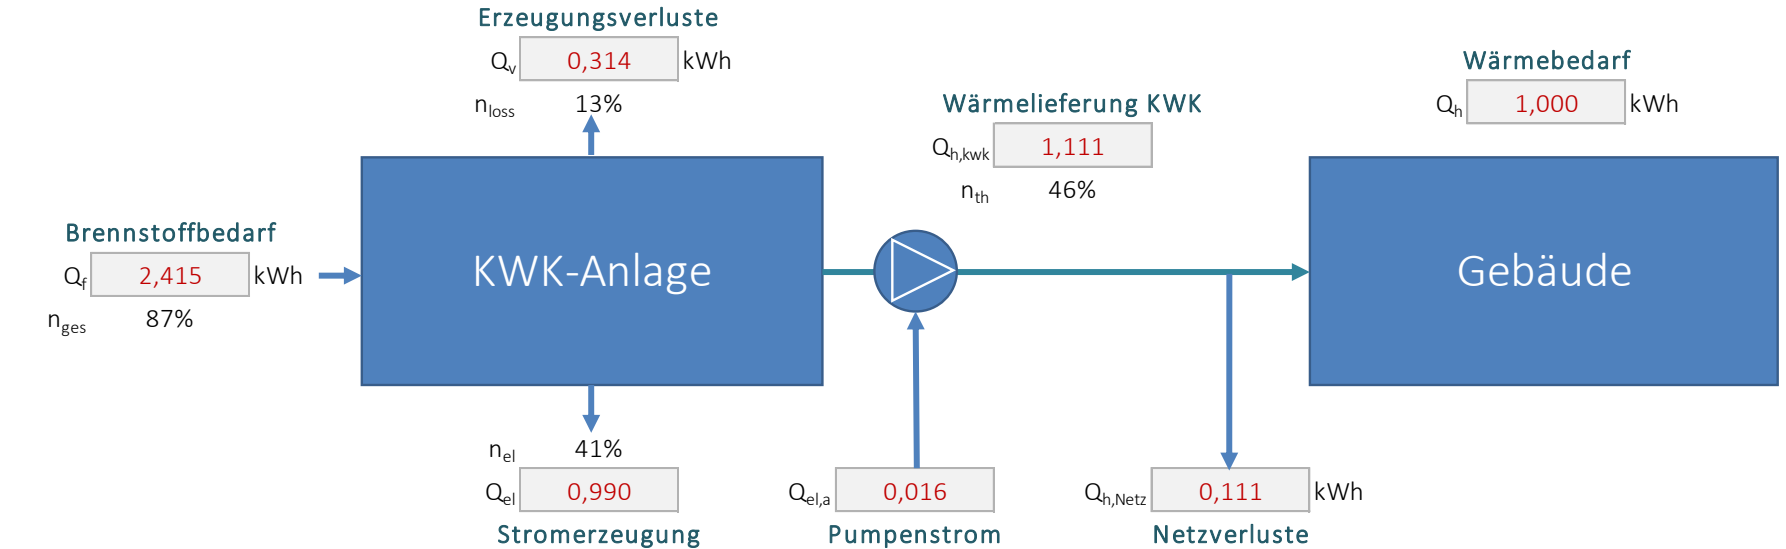 Erzeugungsverluste
Qv 0,314 kWh
nloss 13%
Wärmebedarf
Qh 1,000 kWh
Wärmelieferung KWK
Qh,kwk 1,111
nth 46%
Brennstoffbedarf
Qf 2,415 kWh
nges 87%
KWK-Anlage
Gebäude
nel 41%
Qel 0,990
Stromerzeugung
Qel,a 0,016
Pumpenstrom
Qh,Netz 0,111 kWh
Netzverluste